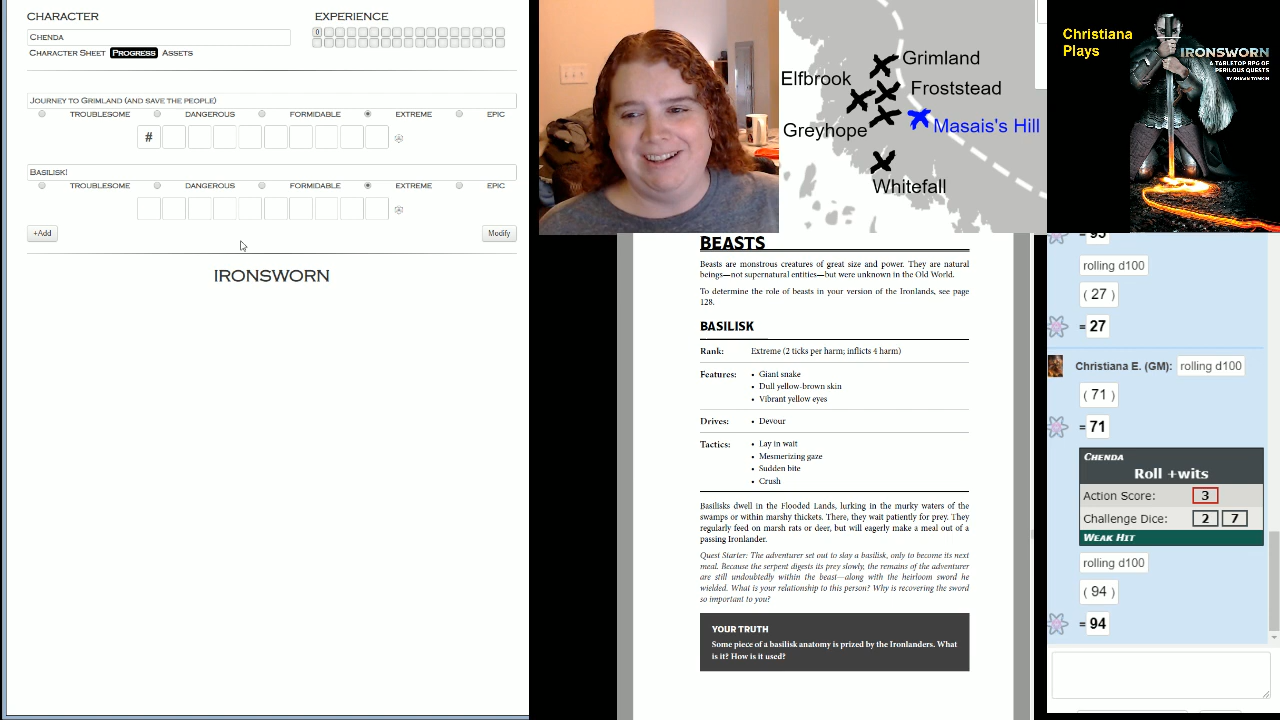 CHARACTER
EXPERIENCE
CHENDA
0
CHARACTER SHEET PROGRESS ASSETS
JOURNEY TO GRIMLAND (AND SAVE THE PEOPLE)
TROUBLESOME DANGEROUS FORMIDABLE EXTREME EPIC
#
BASILISK!
TROUBLESOME DANGEROUS FORMIDABLE EXTREME EPIC
+Add
Modify
IRONSWORN
Elfbrook
Grimland
Froststead
Greyhope
Masais's Hill
Whitefall
Christiana
Plays
IRONSWORN
A TABLETOP RPG OF
PERILOUS QUESTS
BY SHAWN TOMKIN
BEASTS
Beasts are monstrous creatures of great size and power. They are natural
beings—not supernatural entities—but were unknown in the Old World.
To determine the role of beasts in your version of the Ironlands, see page
128.
BASILISK
Rank: Extreme (2 ticks per harm; inflicts 4 harm)
Features: • Giant snake
• Dull yellow-brown skin
• Vibrant yellow eyes
Drives: • Devour
Tactics: • Lay in wait
• Mesmerizing gaze
• Sudden bite
• Crush
Basilisks dwell in the Flooded Lands, lurking in the murky waters of the
swamps or within marshy thickets. There, they wait patiently for prey. They
regularly feed on marsh rats or deer, but will eagerly make a meal out of a
passing Ironlander.
Quest Starter: The adventurer set out to slay a basilisk, only to become its next
meal. Because the serpent digests its prey slowly, the remains of the adventurer
are still undoubtedly within the beast—along with the heirloom sword he
wielded. What is your relationship to this person? Why is recovering the sword
so important to you?
YOUR TRUTH
Some piece of a basilisk anatomy is prized by the Ironlanders. What
is it? How is it used?
= 95
rolling d100
( 27 )
= 27
Christiana E. (GM): rolling d100
( 71 )
= 71
CHENDA
Roll +wits
Action Score: 3
Challenge Dice: 2 7
WEAK HIT
rolling d100
( 94 )
= 94